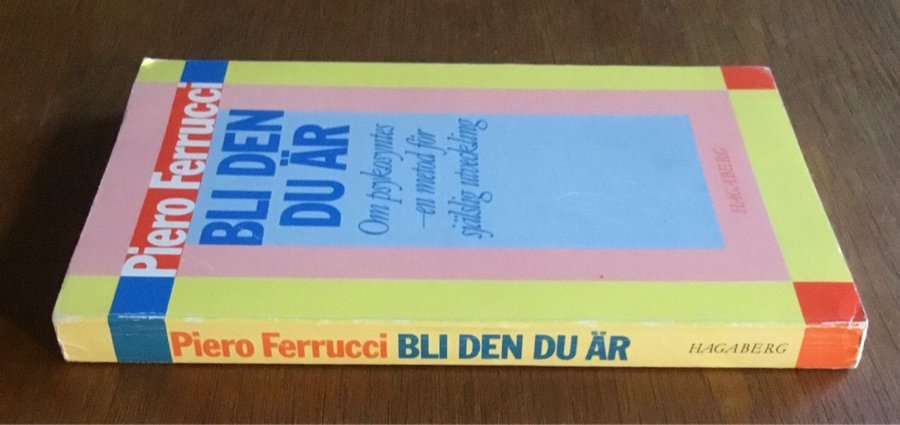 Piero Ferrucci
BLI DEN
DU ÄR
Om psykosyntes
–en metod för
själslig utveckling
HAGABERG
Piero Ferrucci BLI DEN DU ÄR HAGABERG